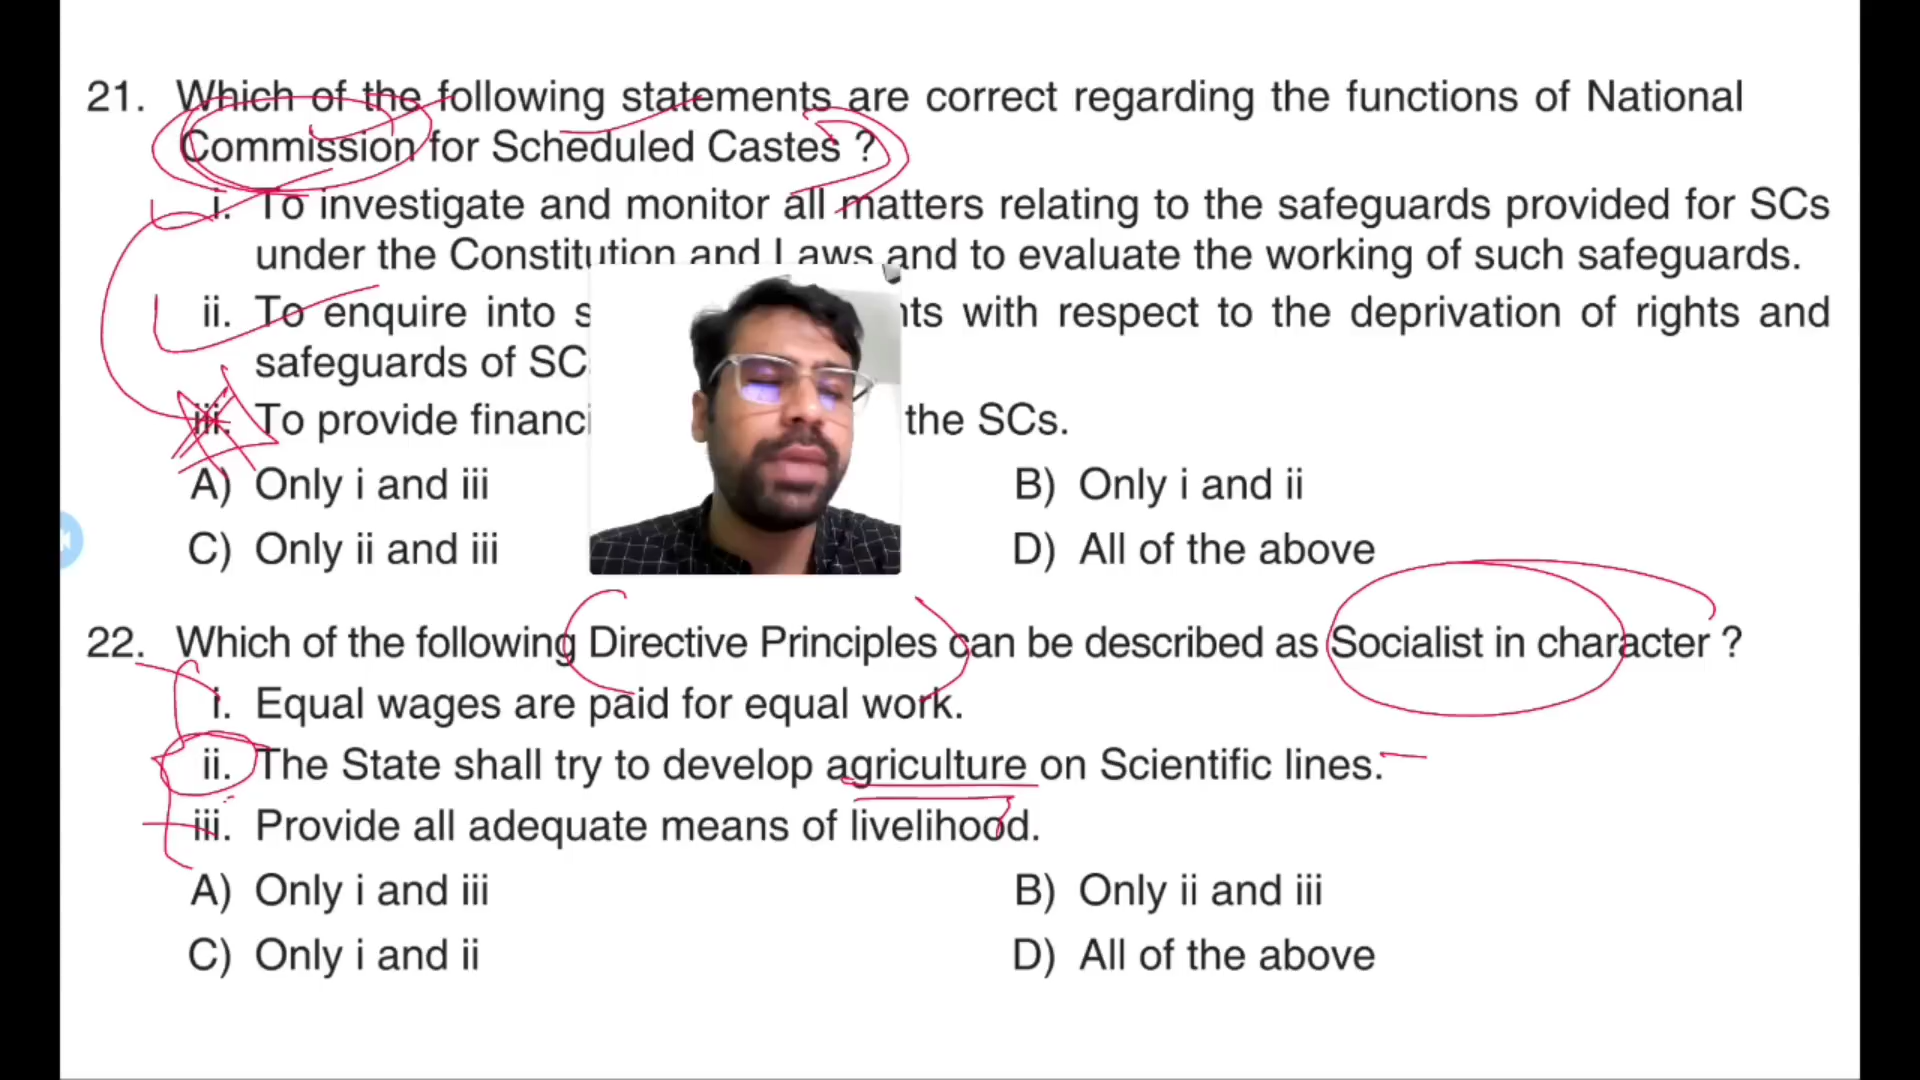 21. Which of the following statements are correct regarding the functions of National
Commission for Scheduled Castes ?
i. To investigate and monitor all matters relating to the safeguards provided for SCs
under the Constitution and Laws and to evaluate the working of such safeguards.
ii. To enquire into with respect to the deprivation of rights and
safeguards of
iii. To provide the SCs.
A) Only i and iii
B) Only i and ii
C) Only ii and iii
D) All of the above
22. Which of the following Directive Principles can be described as Socialist in character ?
i. Equal wages are paid for equal work.
ii. The State shall try to develop agriculture on Scientific lines.
iii. Provide all adequate means of livelihood.
A) Only i and iii
B) Only ii and iii
C) Only i and ii
D) All of the above